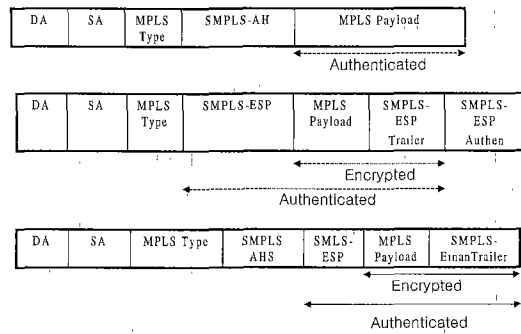 DA SA MPLS Type SMPLS-AH MPLS Payload
Authenticated
DA SA MPLS Type SMPLS-ESP MPLS Payload SMPLS-ESP Trailer SMPLS-ESP Authen
Encrypted
Authenticated
DA SA MPLS Type SMPLS AHS SMLS-ESP MPLS Payload SMPLS-EinanTrailer
Encrypted
Authenticated